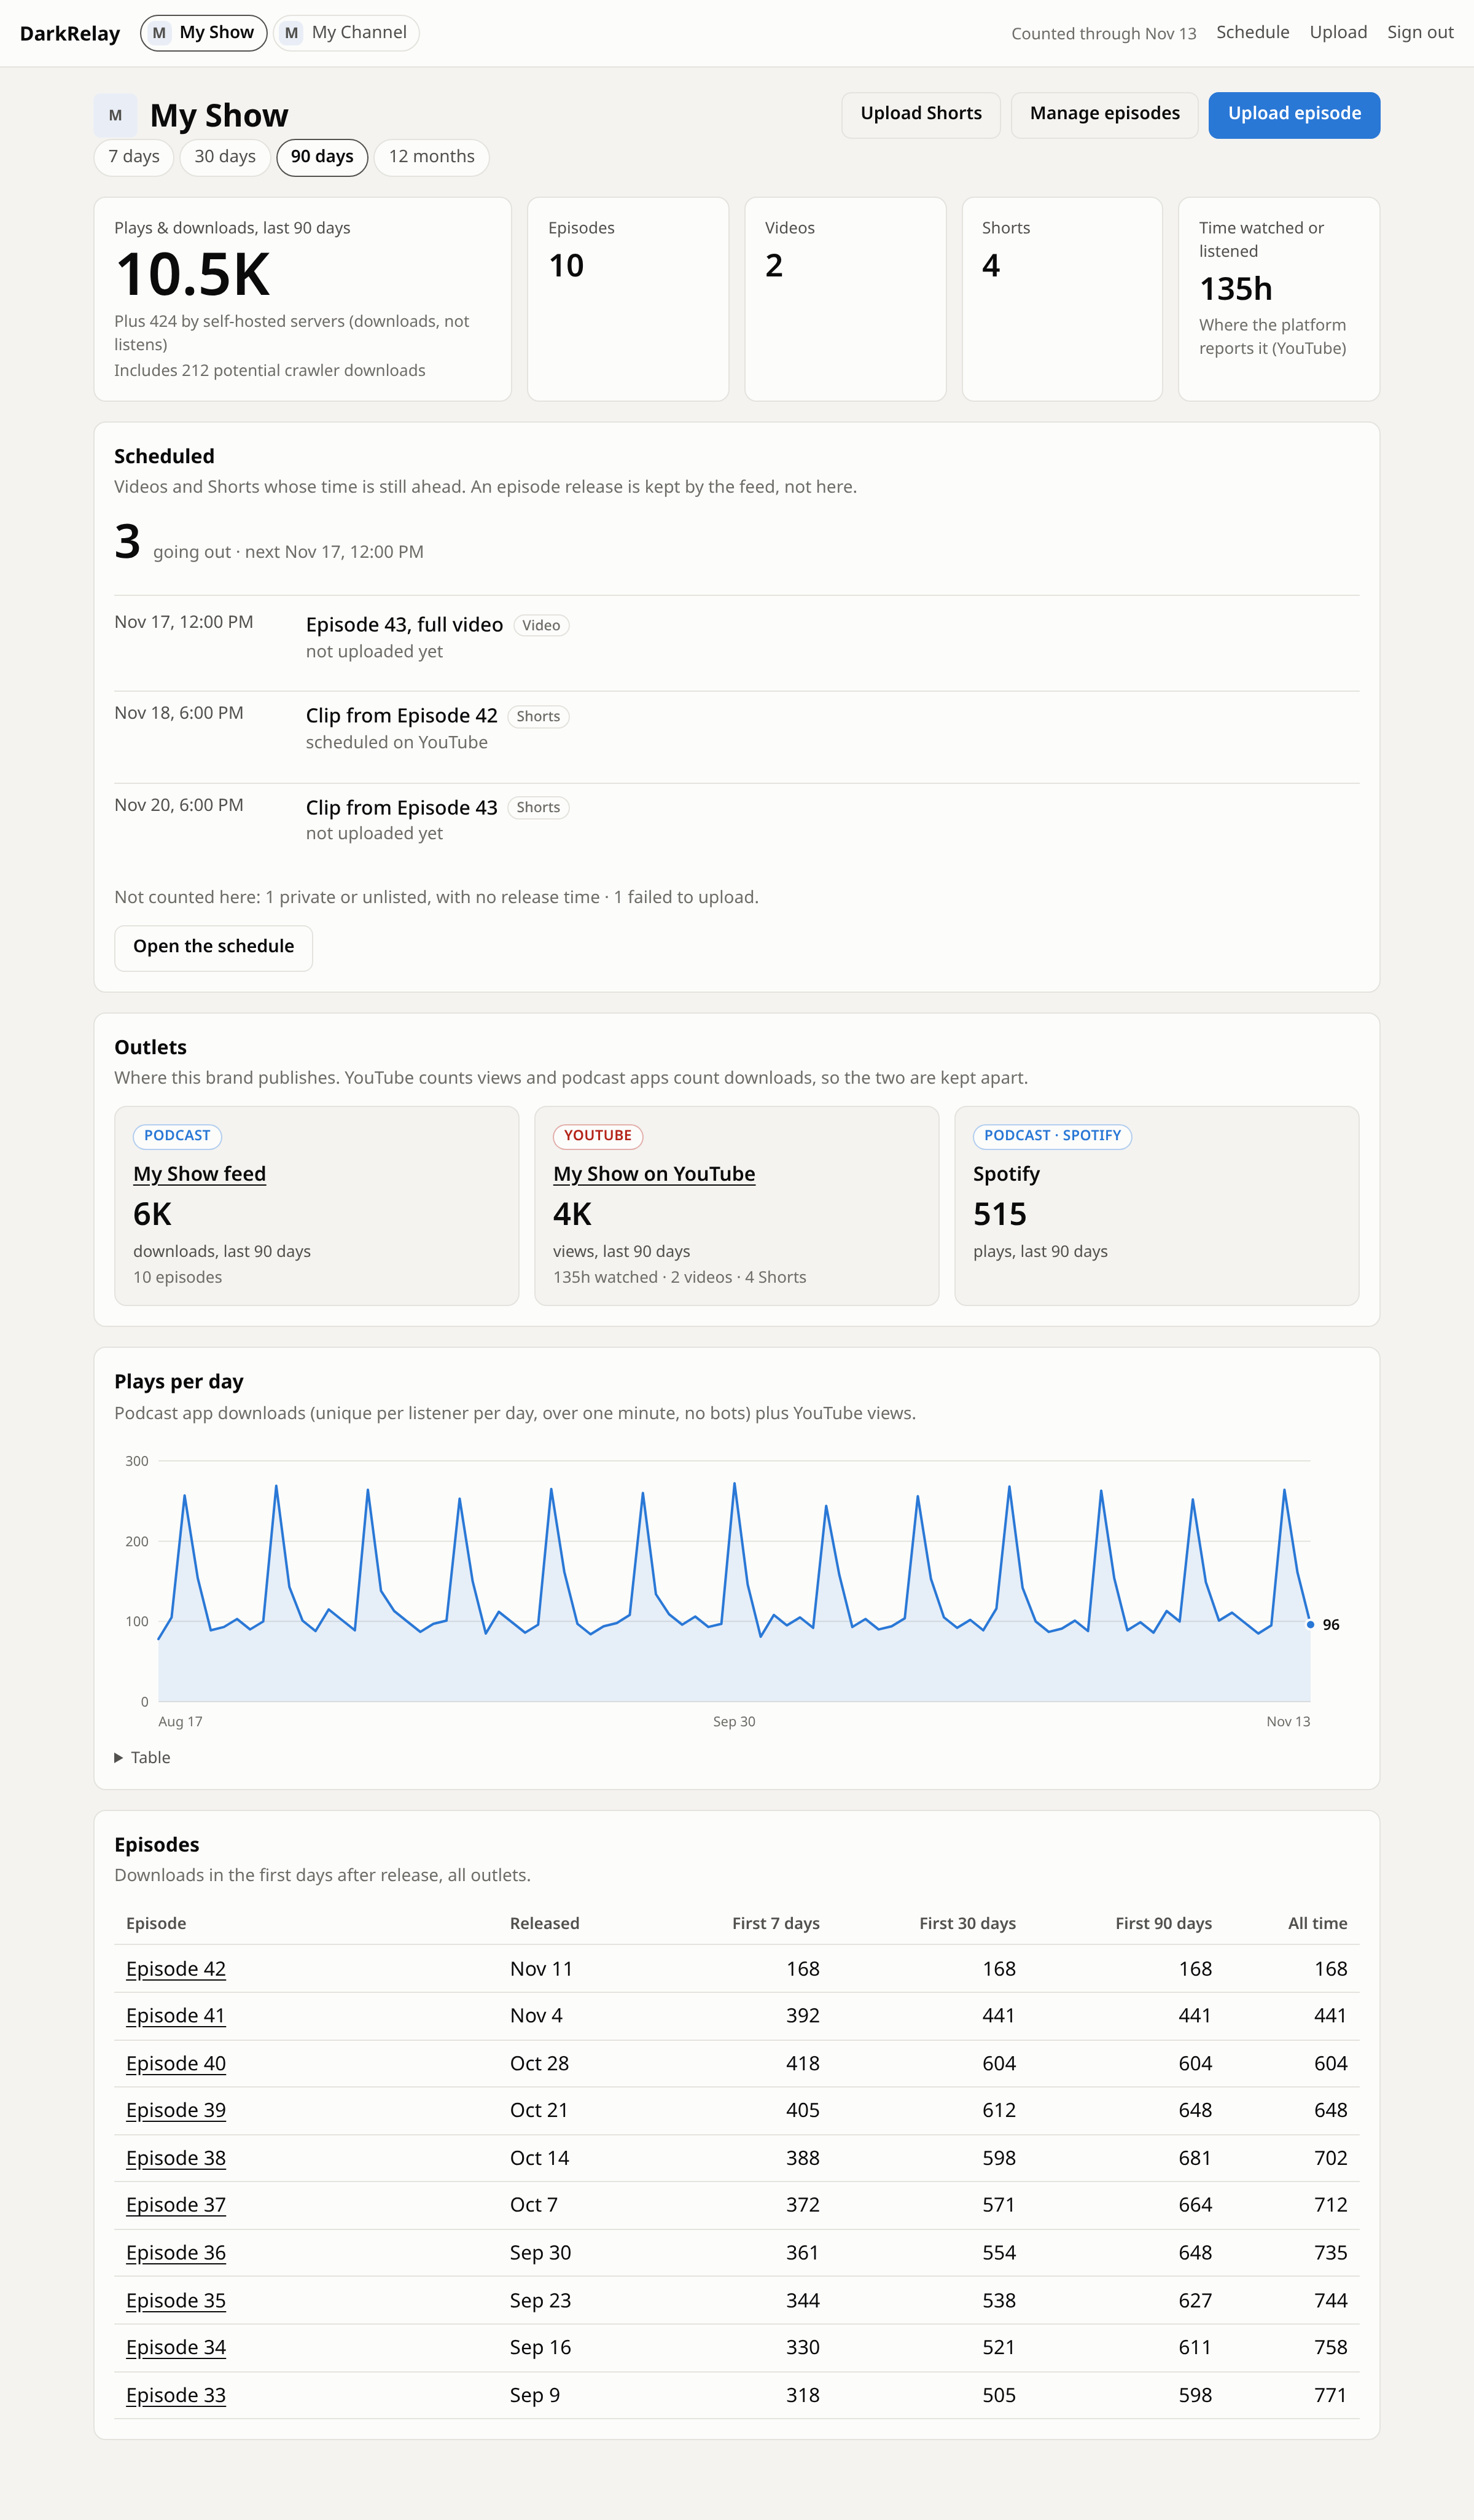 DarkRelay
M My Show
M My Channel
Counted through Nov 13
Schedule
Upload
Sign out
M
My Show
Upload Shorts
Manage episodes
Upload episode
7 days
30 days
90 days
12 months
Plays & downloads, last 90 days
10.5K
Plus 424 by self-hosted servers (downloads, not
listens)
Includes 212 potential crawler downloads
Episodes
10
Videos
2
Shorts
4
Time watched or
listened
135h
Where the platform
reports it (YouTube)
Scheduled
Videos and Shorts whose time is still ahead. An episode release is kept by the feed, not here.
3 going out · next Nov 17, 12:00 PM
Nov 17, 12:00 PM
Episode 43, full video Video
not uploaded yet
Nov 18, 6:00 PM
Clip from Episode 42 Shorts
scheduled on YouTube
Nov 20, 6:00 PM
Clip from Episode 43 Shorts
not uploaded yet
Not counted here: 1 private or unlisted, with no release time · 1 failed to upload.
Open the schedule
Outlets
Where this brand publishes. YouTube counts views and podcast apps count downloads, so the two are kept apart.
PODCAST
My Show feed
6K
downloads, last 90 days
10 episodes
YOUTUBE
My Show on YouTube
4K
views, last 90 days
135h watched · 2 videos · 4 Shorts
PODCAST · SPOTIFY
Spotify
515
plays, last 90 days
Plays per day
Podcast app downloads (unique per listener per day, over one minute, no bots) plus YouTube views.
300
200
100
0
96
Aug 17
Sep 30
Nov 13
Table
Episodes
Downloads in the first days after release, all outlets.
Episode Released First 7 days First 30 days First 90 days All time
Episode 42 Nov 11 168 168 168 168
Episode 41 Nov 4 392 441 441 441
Episode 40 Oct 28 418 604 604 604
Episode 39 Oct 21 405 612 648 648
Episode 38 Oct 14 388 598 681 702
Episode 37 Oct 7 372 571 664 712
Episode 36 Sep 30 361 554 648 735
Episode 35 Sep 23 344 538 627 744
Episode 34 Sep 16 330 521 611 758
Episode 33 Sep 9 318 505 598 771